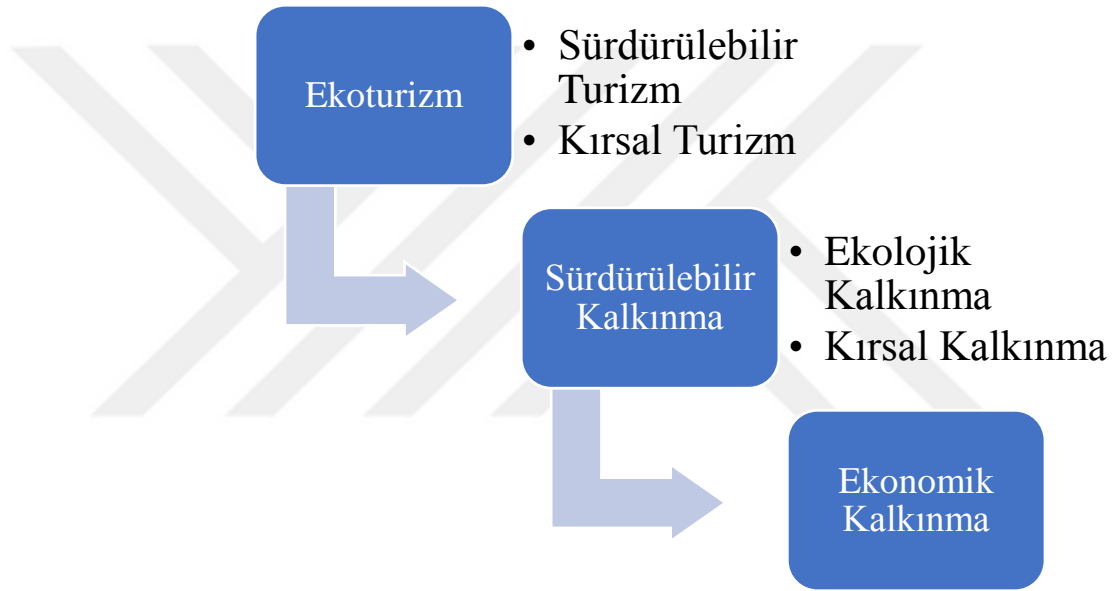 Ekoturizm
• Sürdürülebilir
Turizm
• Kırsal Turizm
Sürdürülebilir
Kalkınma
• Ekolojik
Kalkınma
• Kırsal Kalkınma
Ekonomik
Kalkınma